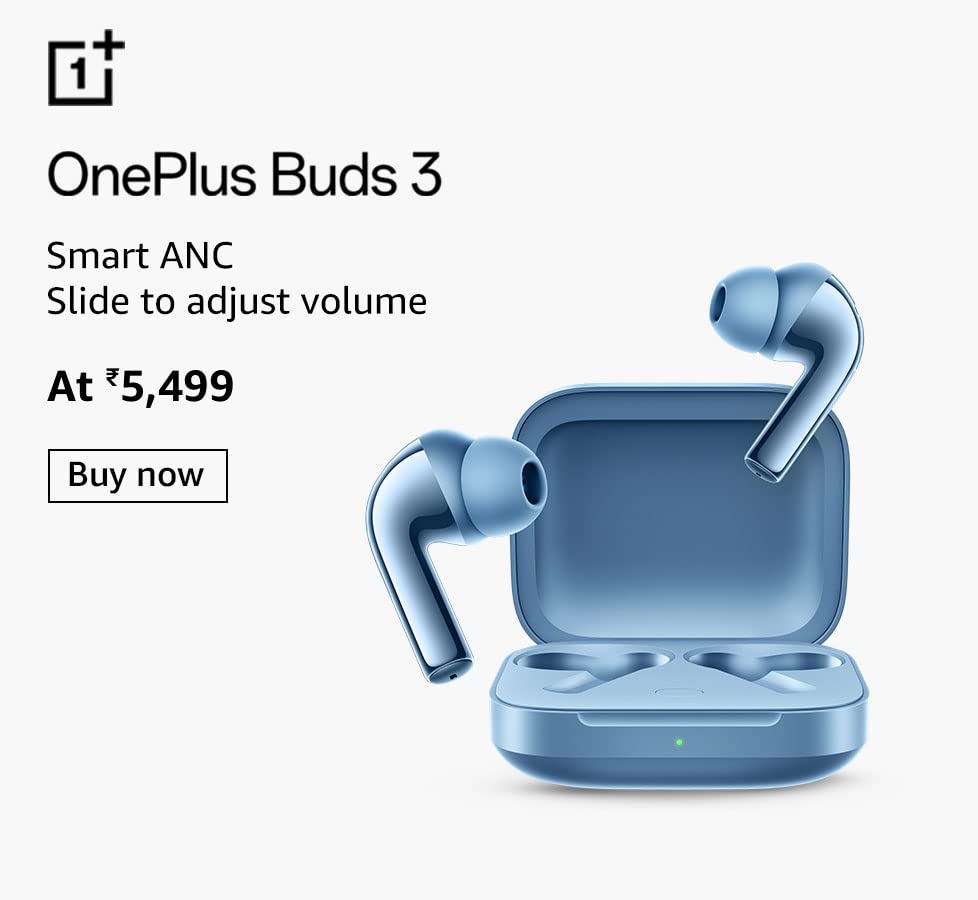 1+
OnePlus Buds 3
Smart ANC
Slide to adjust volume
At ₹5,499
Buy now